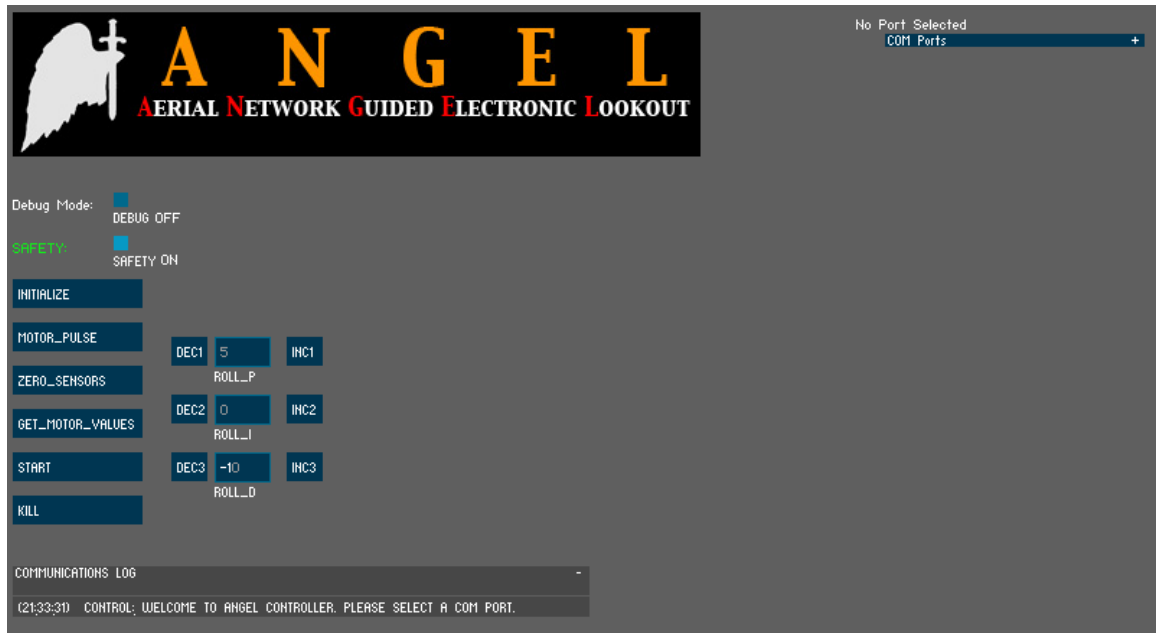 A N G E L
AERIAL NETWORK GUIDED ELECTRONIC LOOKOUT
No Port Selected
COM Ports +
Debug Mode:
DEBUG OFF
SAFETY:
SAFETY ON
INITIALIZE
MOTOR_PULSE
DEC1 5 INC1
ROLL_P
ZERO_SENSORS
DEC2 0 INC2
GET_MOTOR_VALUES
ROLL_I
START
DEC3 -10 INC3
ROLL_D
KILL
COMMUNICATIONS LOG -
(21:33:31) CONTROL: WELCOME TO ANGEL CONTROLLER. PLEASE SELECT A COM PORT.